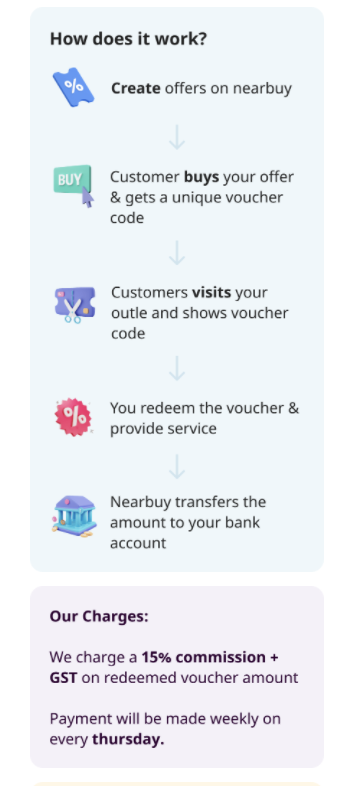 How does it work?
%
Create offers on nearbuy
BUY
Customer buys your offer
& gets a unique voucher
code
Customers visits your
outle and shows voucher
code
%
You redeem the voucher &
provide service
Nearbuy transfers the
amount to your bank
account
Our Charges:
We charge a 15% commission +
GST on redeemed voucher amount
Payment will be made weekly on
every thursday.